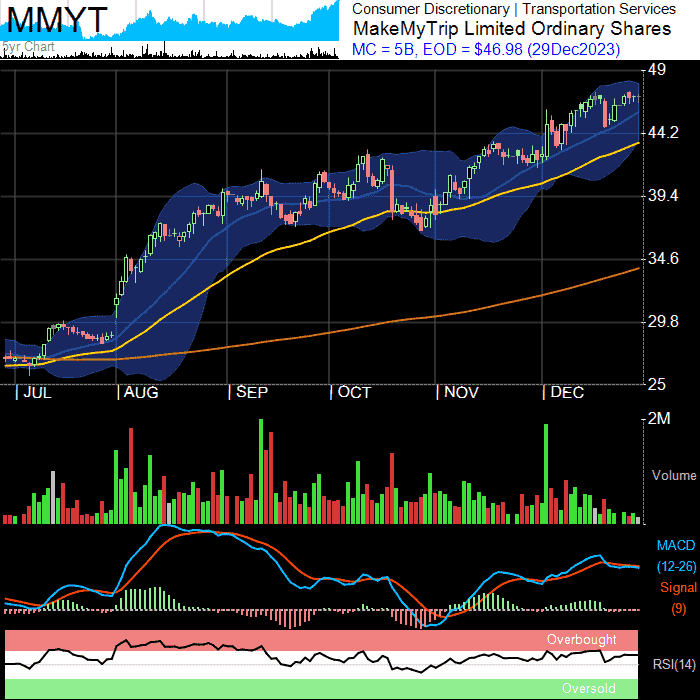 MMYT
5yr Chart
Consumer Discretionary | Transportation Services
MakeMyTrip Limited Ordinary Shares
MC = 5B, EOD = $46.98 (29Dec2023)
49
44.2
39.4
34.6
29.8
25
| JUL | AUG | SEP | OCT | NOV | DEC
2M
Volume
MACD
(12-26)
Signal
(9)
Overbought
RSI(14)
Oversold